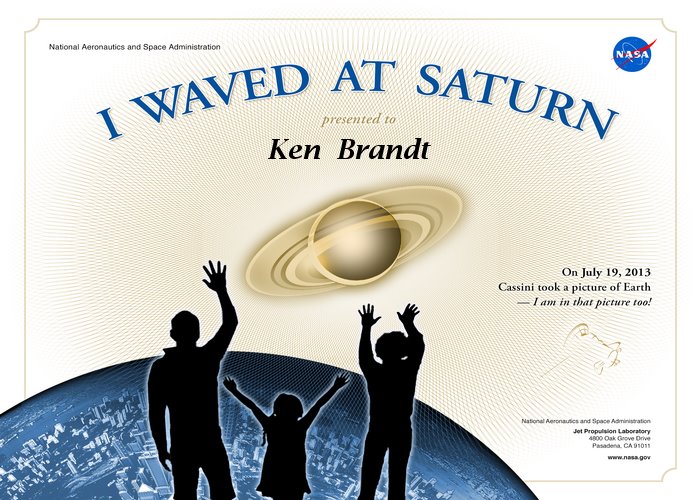 National Aeronautics and Space Administration
NASA
I WAVED AT SATURN
presented to
Ken Brandt
On July 19, 2013
Cassini took a picture of Earth
— I am in that picture too!
National Aeronautics and Space Administration
Jet Propulsion Laboratory
4800 Oak Grove Drive
Pasadena, CA 91011
www.nasa.gov